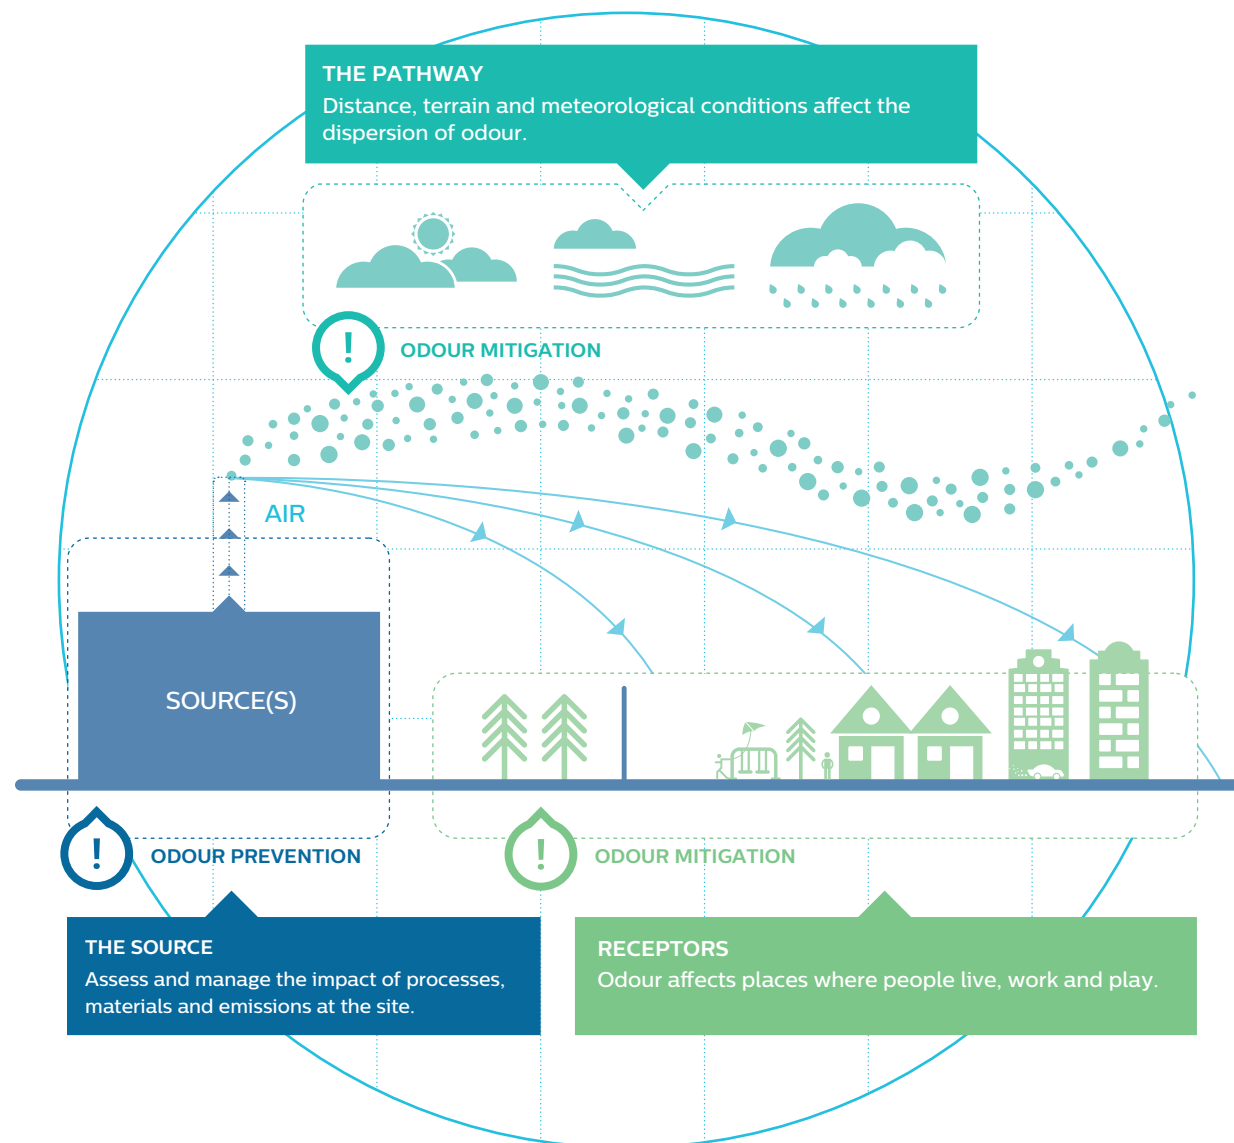 THE PATHWAY
Distance, terrain and meteorological conditions affect the
dispersion of odour.
!
ODOUR MITIGATION
AIR
SOURCE(S)
!
ODOUR PREVENTION
!
ODOUR MITIGATION
THE SOURCE
Assess and manage the impact of processes,
materials and emissions at the site.
RECEPTORS
Odour affects places where people live, work and play.